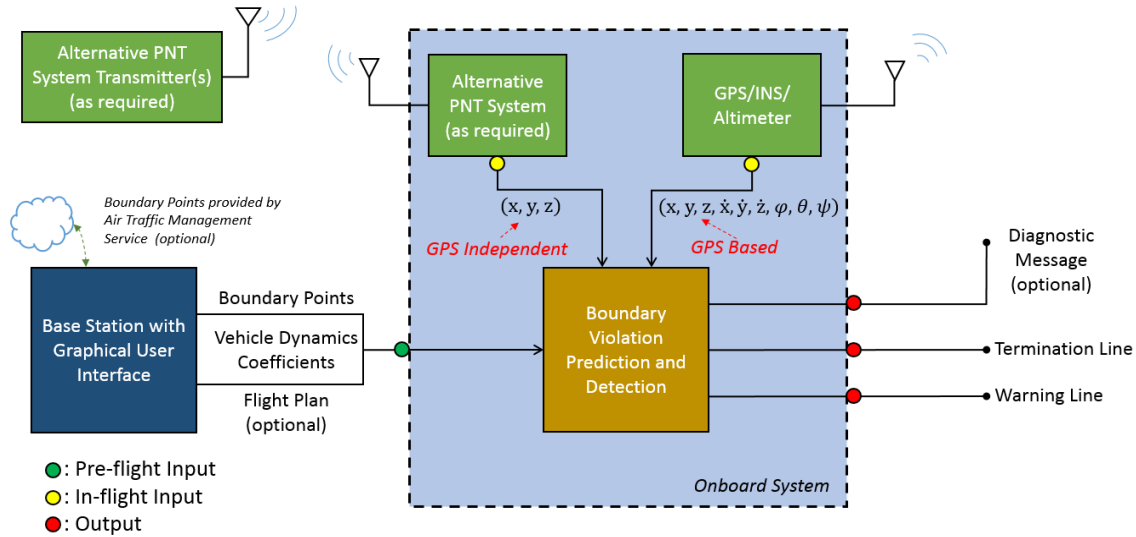 Alternative PNT
System Transmitter(s)
(as required)
Alternative
PNT System
(as required)
GPS/INS/
Altimeter
Boundary Points provided by
Air Traffic Management
Service (optional)
(x, y, z)
GPS Independent
(x, y, z, ẋ, ẏ, ż, φ, θ, ψ)
GPS Based
Base Station with
Graphical User
Interface
Boundary Points
Vehicle Dynamics
Coefficients
Flight Plan
(optional)
Boundary
Violation
Prediction and
Detection
Diagnostic
Message
(optional)
Termination Line
Warning Line
: Pre-flight Input
: In-flight Input
: Output
Onboard System